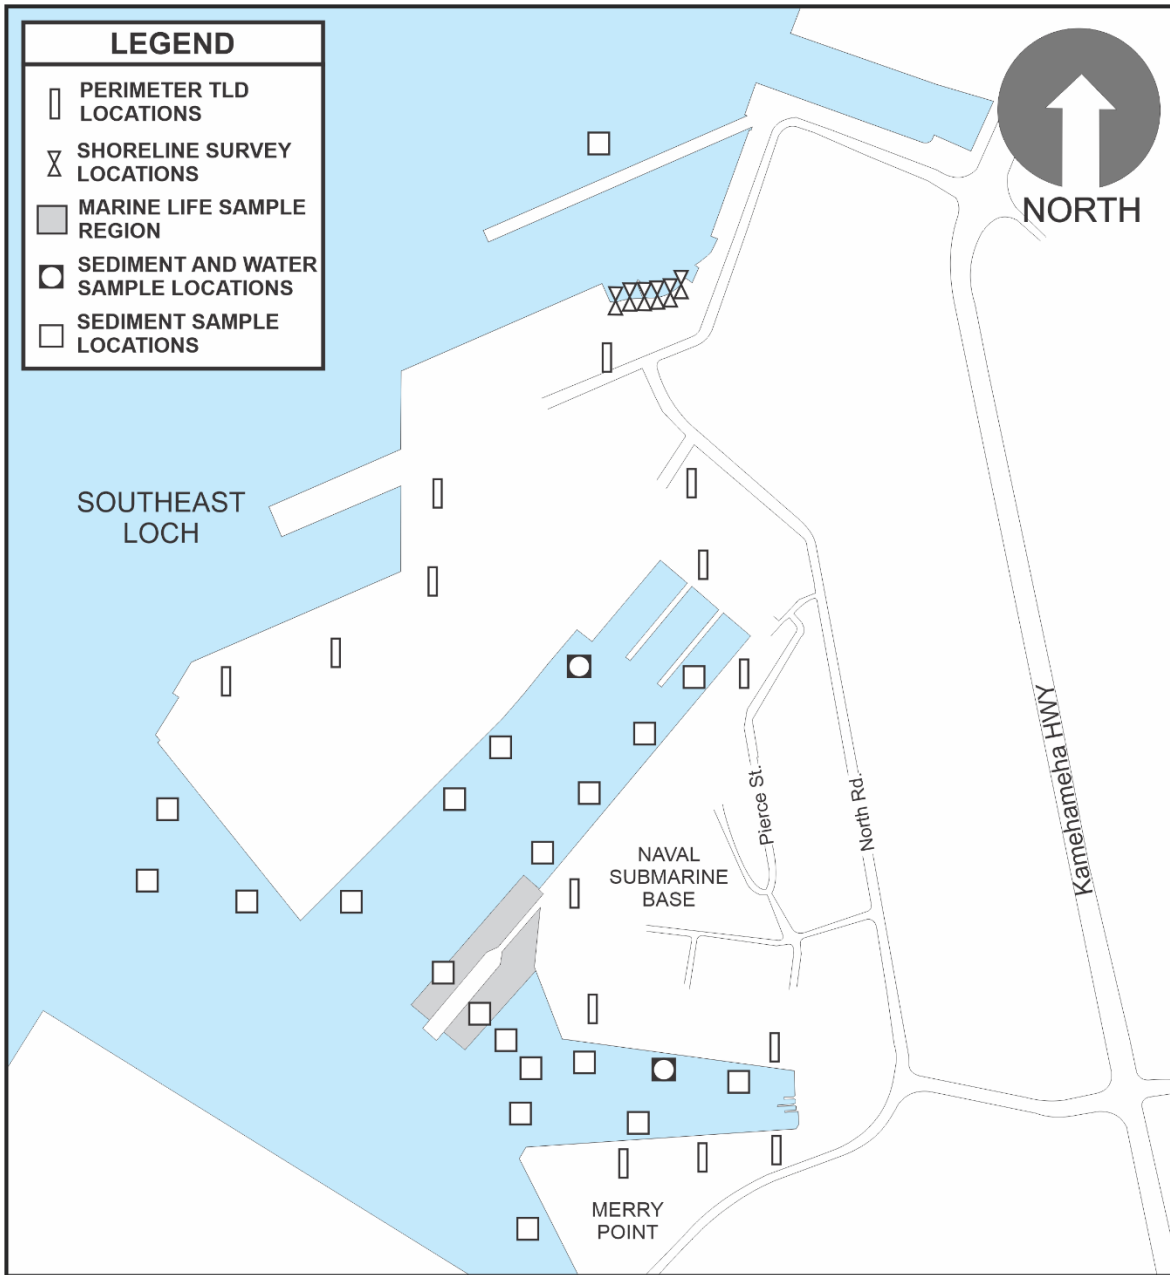 LEGEND
PERIMETER TLD
LOCATIONS
SHORELINE SURVEY
LOCATIONS
MARINE LIFE SAMPLE
REGION
SEDIMENT AND WATER
SAMPLE LOCATIONS
SEDIMENT SAMPLE
LOCATIONS
NORTH
SOUTHEAST
LOCH
Kamehameha HWY
Pierce St.
North Rd.
NAVAL
SUBMARINE
BASE
MERRY
POINT